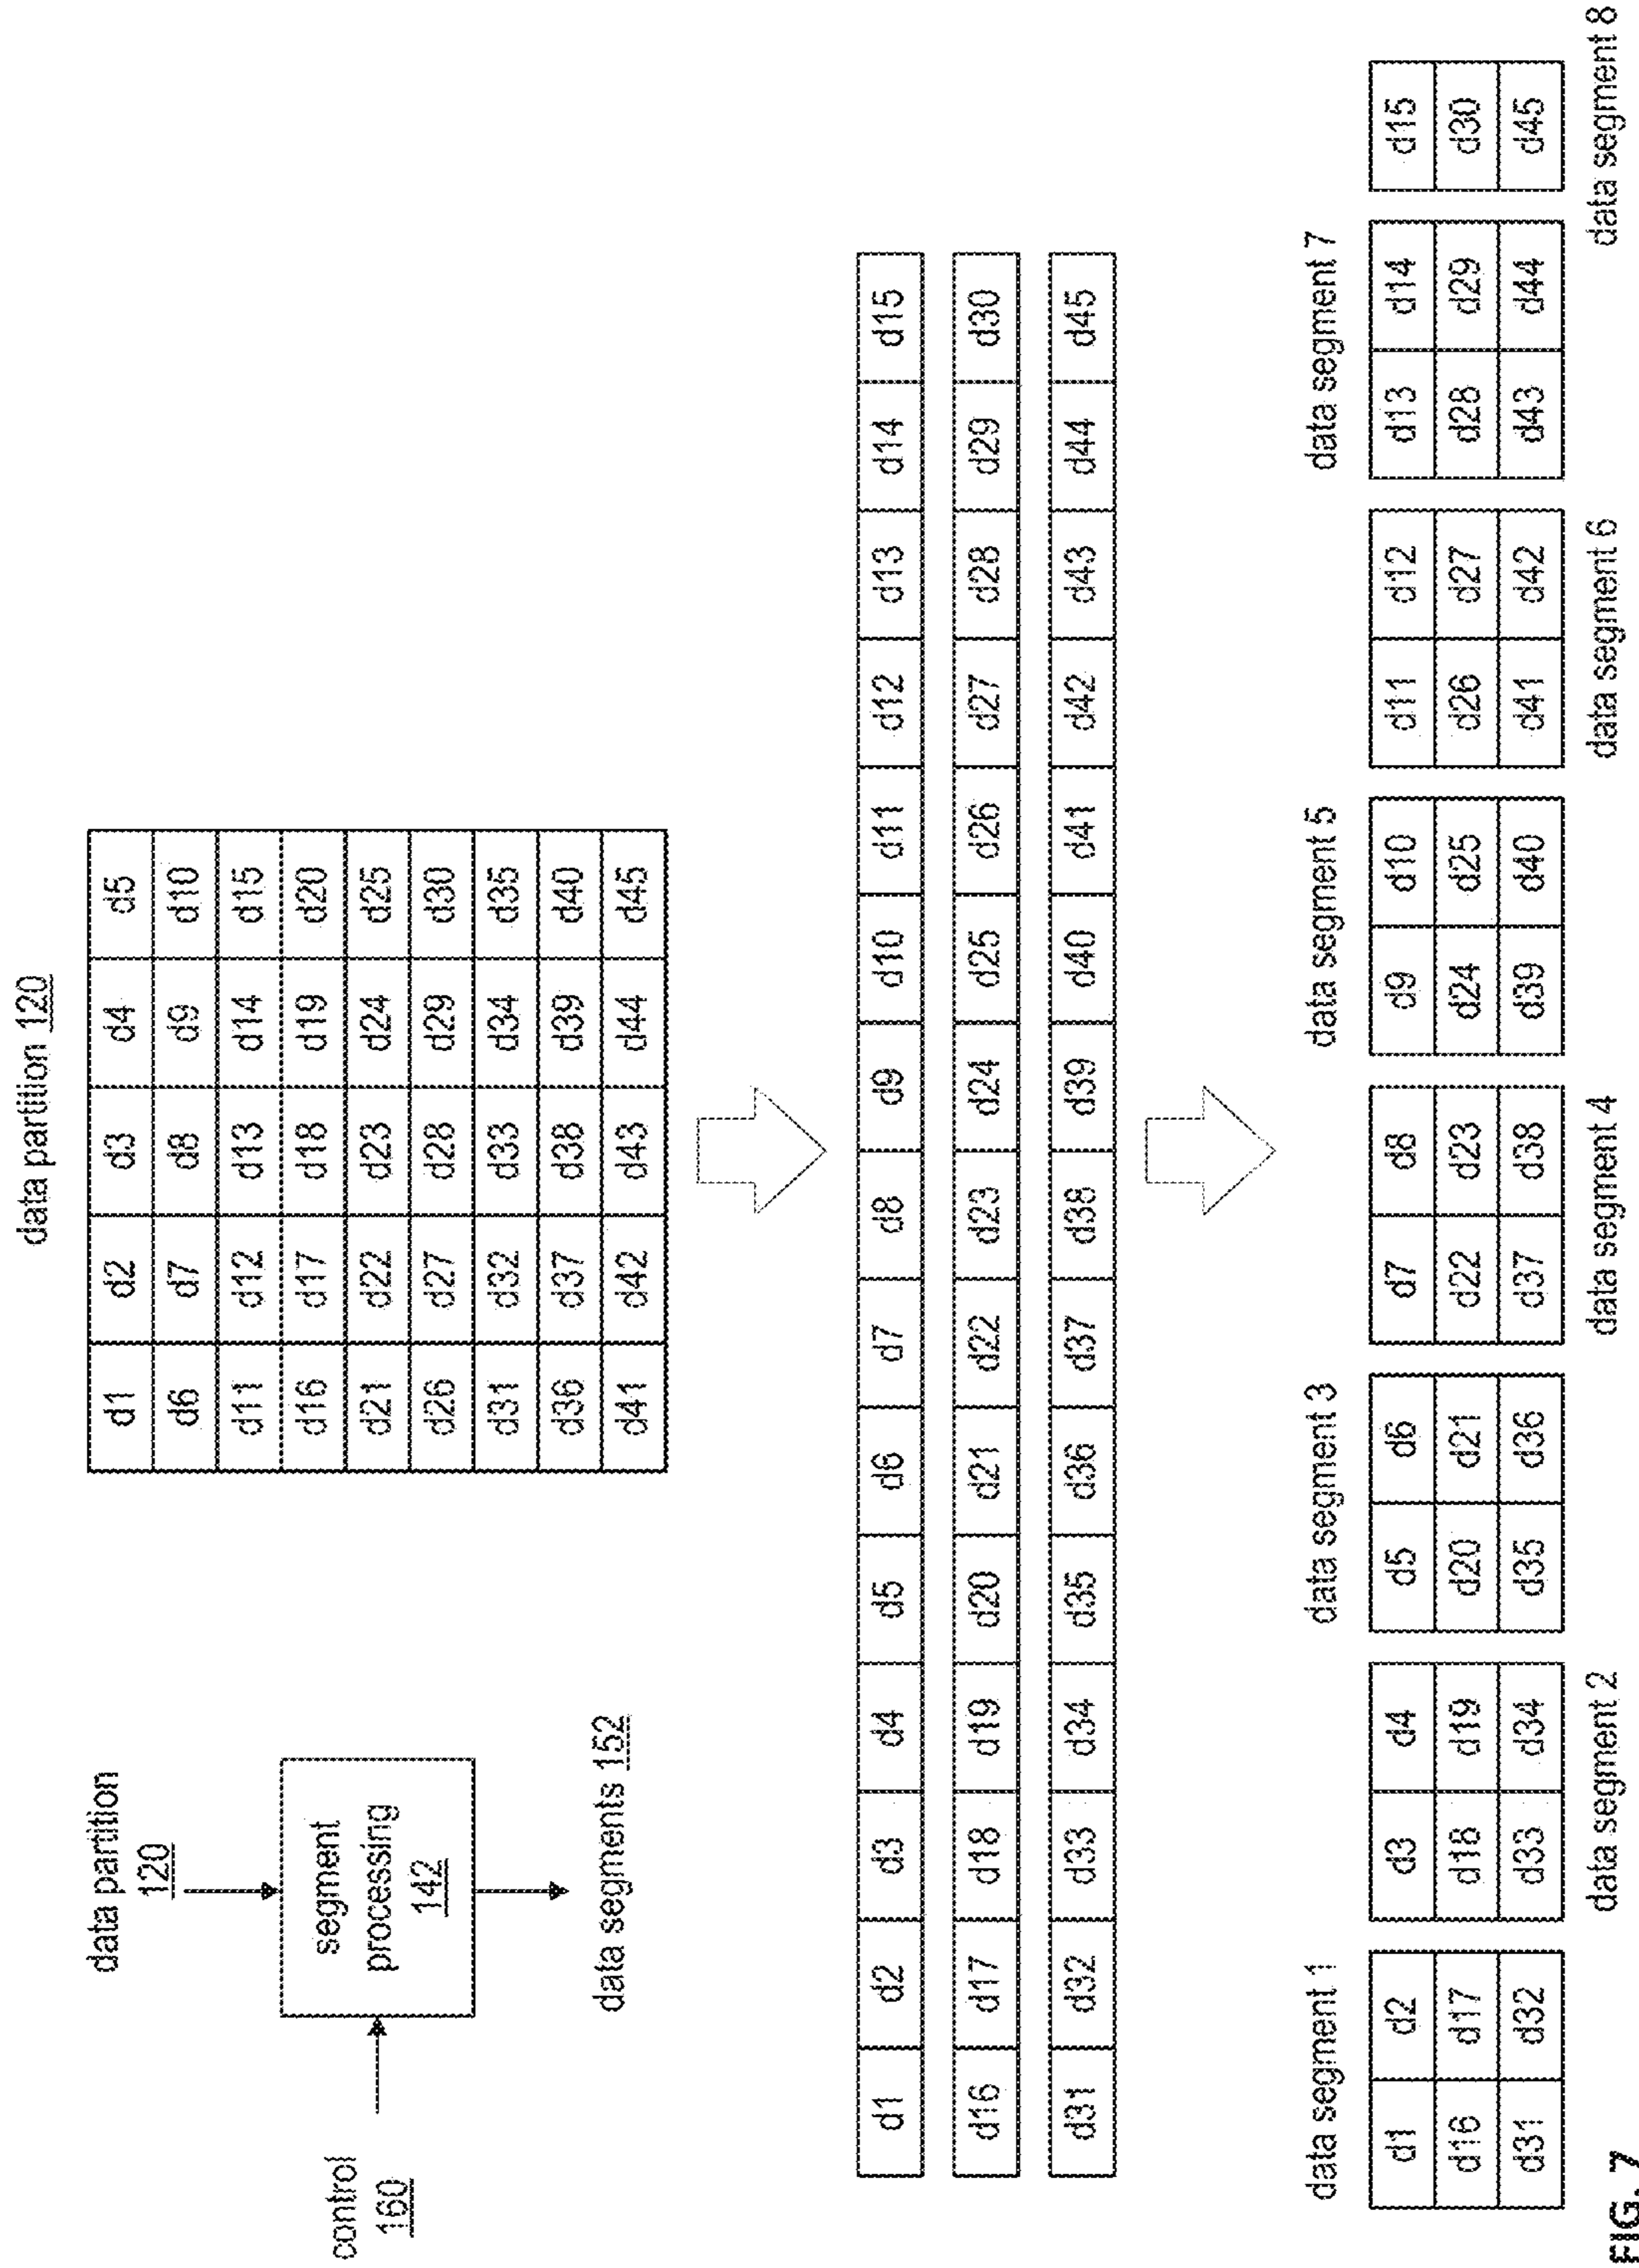 data partition
120
control
160
segment
processing
142
data segments 152
data partition 120
d1 d2 d3 d4 d5
d6 d7 d8 d9 d10
d11 d12 d13 d14 d15
d16 d17 d18 d19 d20
d21 d22 d23 d24 d25
d26 d27 d28 d29 d30
d31 d32 d33 d34 d35
d36 d37 d38 d39 d40
d41 d42 d43 d44 d45
d1 d2 d3 d4 d5 d6 d7 d8 d9 d10 d11 d12 d13 d14 d15
d16 d17 d18 d19 d20 d21 d22 d23 d24 d25 d26 d27 d28 d29 d30
d31 d32 d33 d34 d35 d36 d37 d38 d39 d40 d41 d42 d43 d44 d45
data segment 1
d1 d2
d16 d17
d31 d32
d3 d4
d18 d19
d33 d34
data segment 2
data segment 3
d5 d6
d20 d21
d35 d36
d7 d8
d22 d23
d37 d38
data segment 4
data segment 5
d9 d10
d24 d25
d39 d40
d11 d12
d26 d27
d41 d42
data segment 6
data segment 7
d13 d14
d28 d29
d43 d44
d15
d30
d45
data segment 8
FIG. 7